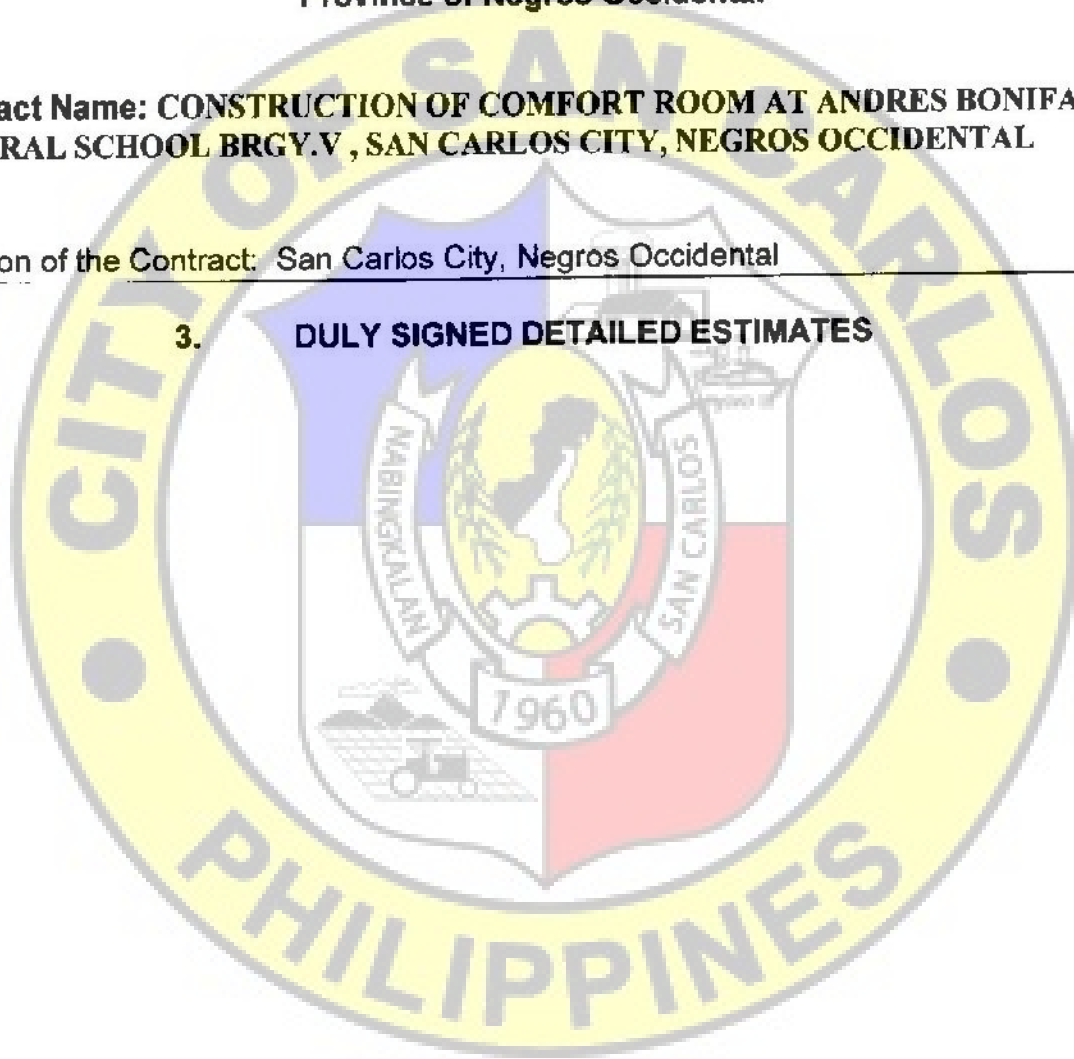 Province of Negros Occidental
act Name: CONSTRUCTION OF COMFORT ROOM AT ANDRES BONIFA
RAL SCHOOL BRGY.V , SAN CARLOS CITY, NEGROS OCCIDENTAL
on of the Contract: San Carlos City, Negros Occidental
3. DULY SIGNED DETAILED ESTIMATES
CITY OF SAN CARLOS
NABINGKALAN
SAN CARLOS
1960
PHILIPPINES